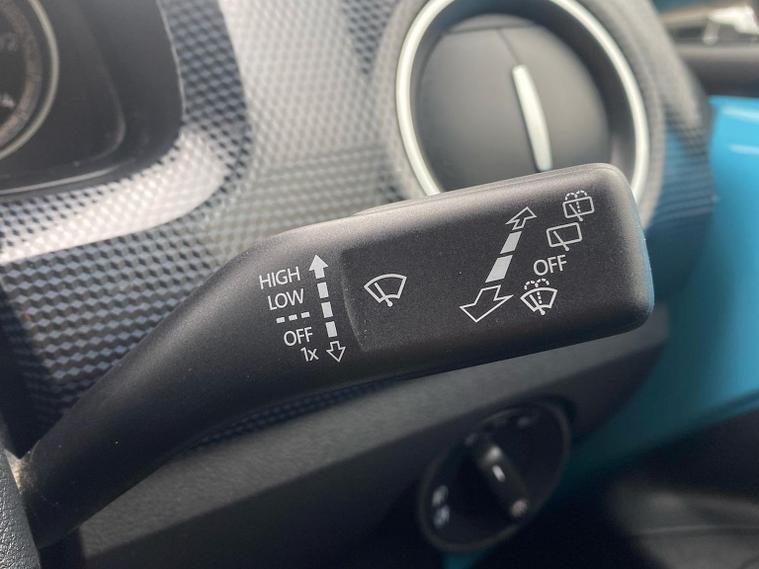 HIGH
LOW
---
OFF
1x
OFF